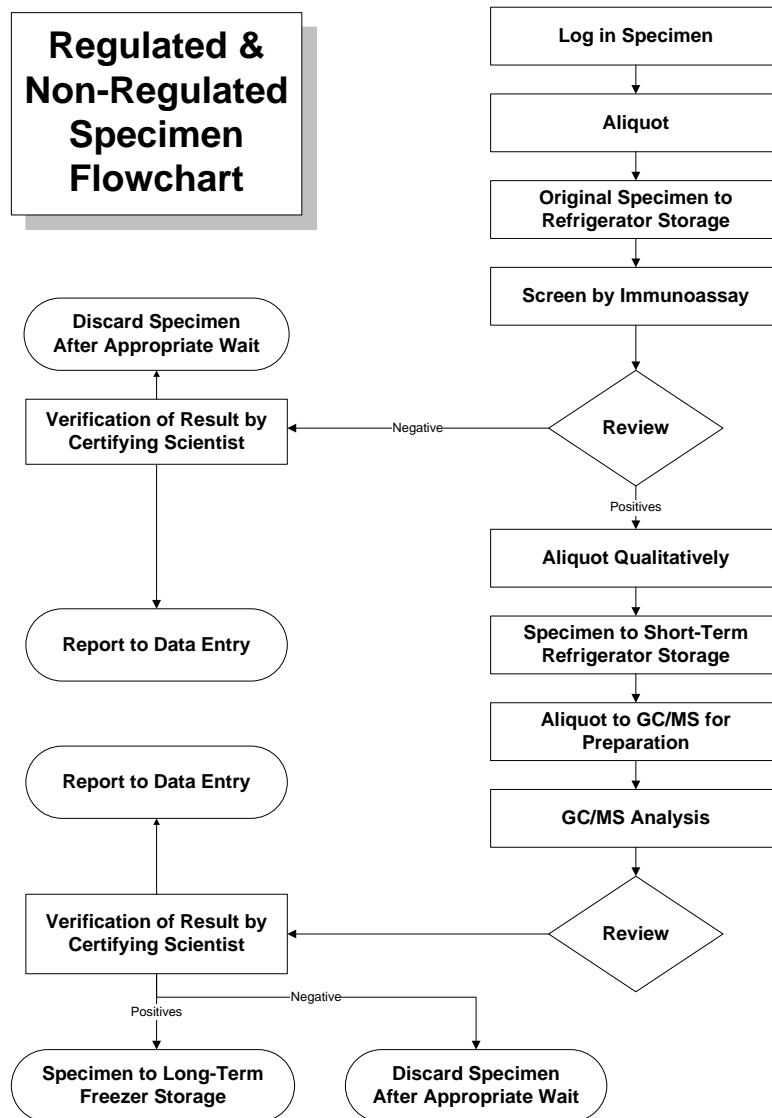 Regulated &
Non-Regulated
Specimen
Flowchart
Log in Specimen
Aliquot
Original Specimen to
Refrigerator Storage
Screen by Immunoassay
Review
Negative
Verification of Result by
Certifying Scientist
Discard Specimen
After Appropriate Wait
Report to Data Entry
Positives
Aliquot Qualitatively
Specimen to Short-Term
Refrigerator Storage
Aliquot to GC/MS for
Preparation
GC/MS Analysis
Review
Verification of Result by
Certifying Scientist
Report to Data Entry
Positives
Negative
Specimen to Long-Term
Freezer Storage
Discard Specimen
After Appropriate Wait